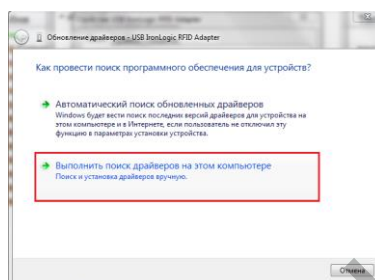 Обновление драйверов - USB IronLogic RFID Adapter
Как провести поиск программного обеспечения для устройств?
Автоматический поиск обновленных драйверов
Windows будет вести поиск последних версий драйверов для устройства на
этом компьютере и в Интернете, если пользователь не отключил эту
функцию в параметрах установки устройства.
Выполнить поиск драйверов на этом компьютере
Поиск и установка драйверов вручную.
Отмена